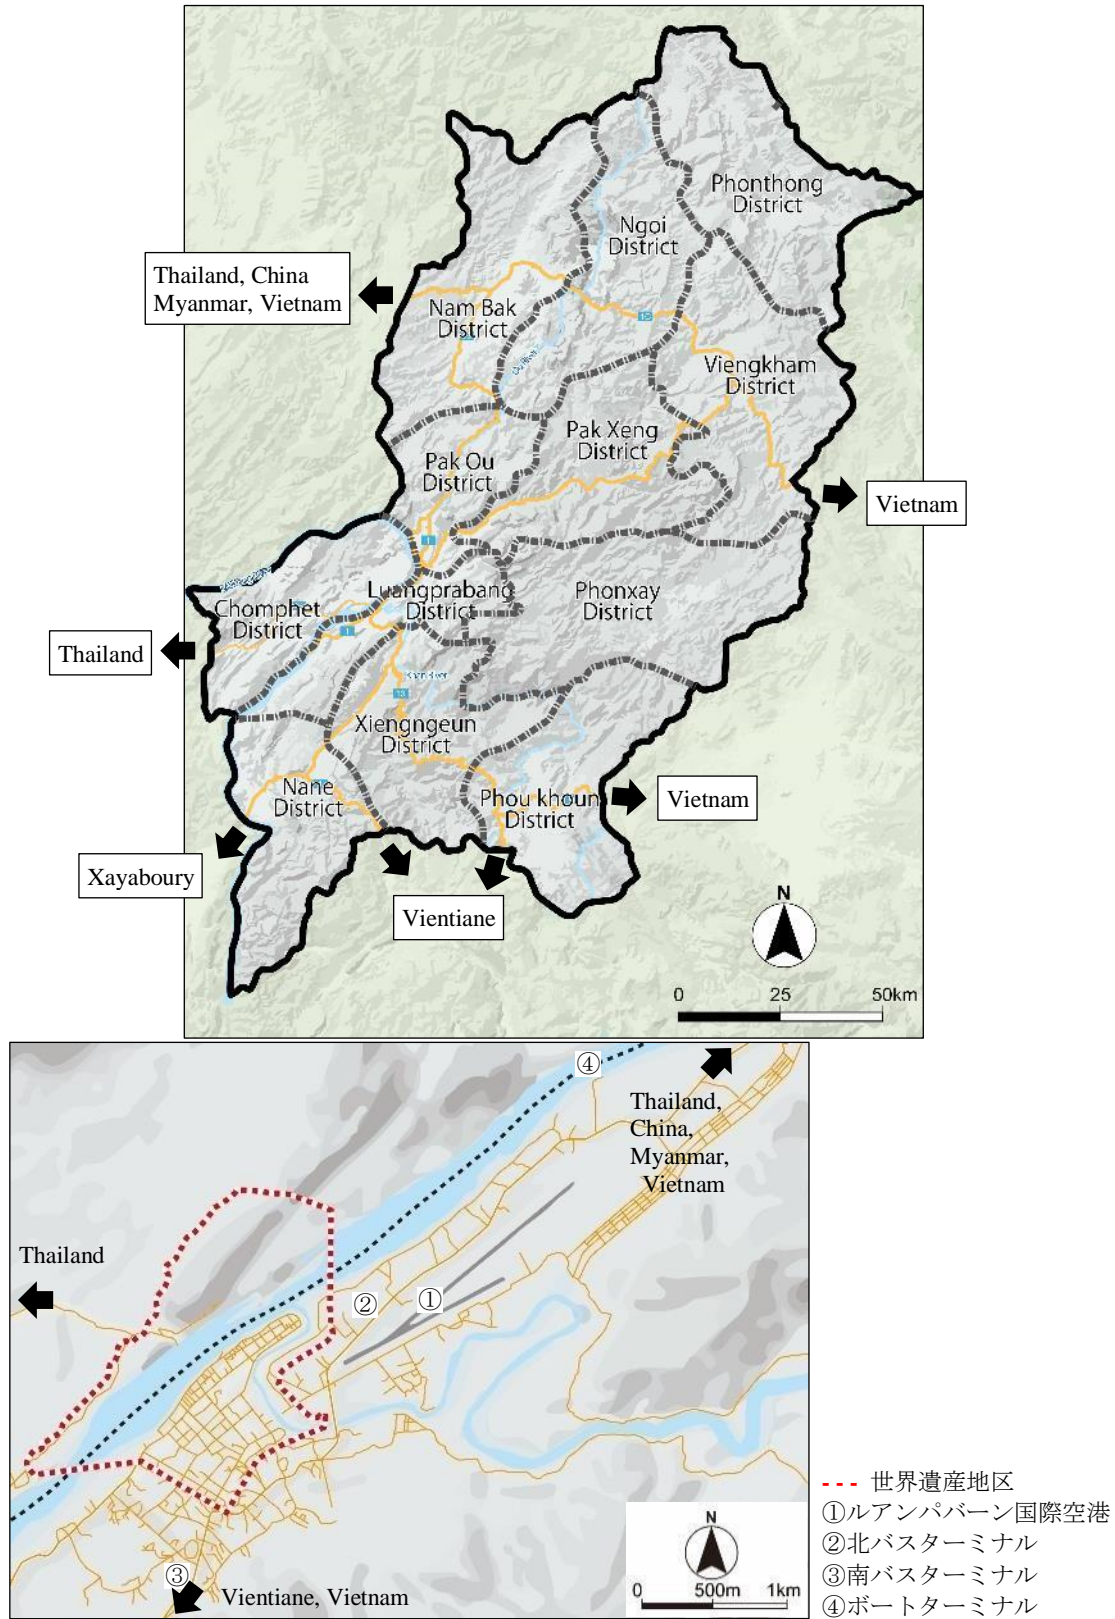 Phonthong
District
Ngoi
District
Thailand, China
Myanmar, Vietnam
Nam Bak
District
13
Viengkham
District
Pak Xeng
District
Pak Ou
District
Vietnam
1
Luangprabang
District
Phonxay
District
Chomphet
District
1
Thailand
13
Xiengngeun
District
Nane
District
Phou khoun
District
Vietnam
Xayaboury
Vientiane
N
0 25 50km
④
Thailand,
China,
Myanmar,
Vietnam
Thailand
②
①
③
Vientiane, Vietnam
N
0 500m 1km
世界遺産地区
①ルアンパバーン国際空港
②北バスターミナル
③南バスターミナル
④ボートターミナル